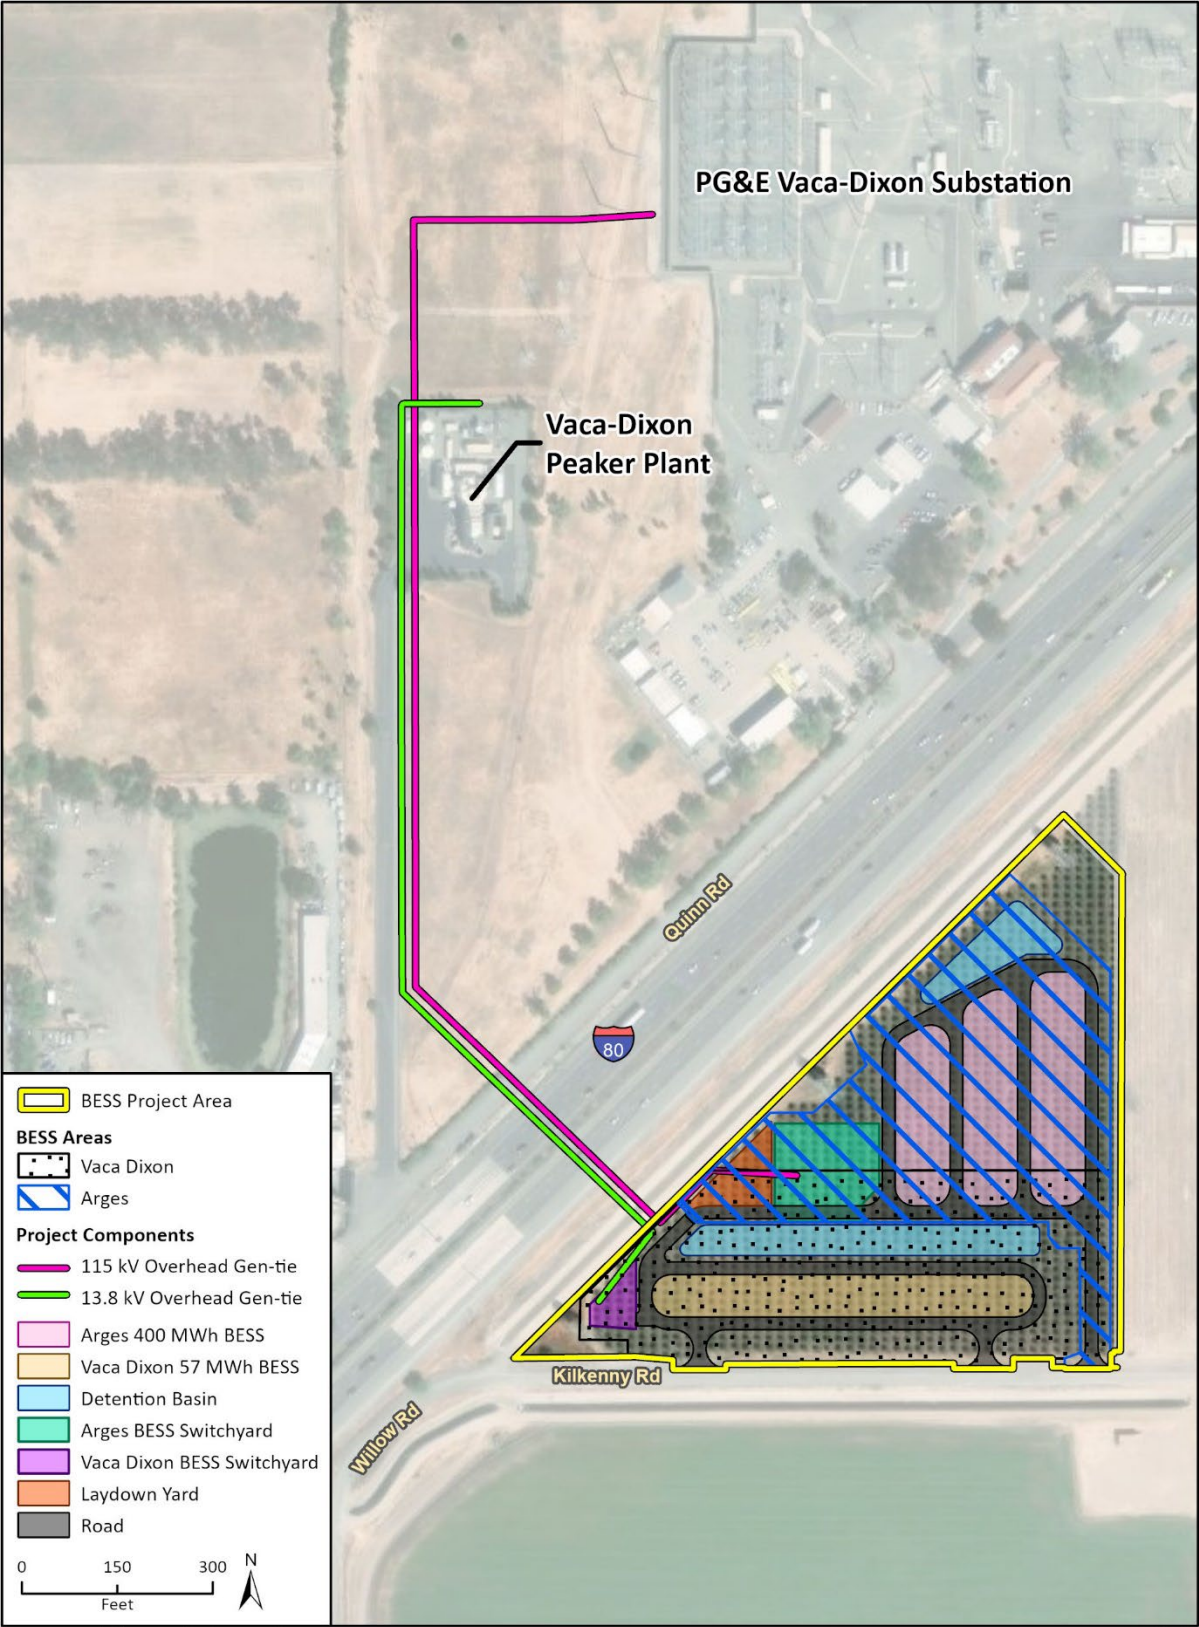 PG&E Vaca-Dixon Substation
Vaca-Dixon
Peaker Plant
Quinn Rd
80
Kilkenny Rd
Willow Rd
BESS Project Area
BESS Areas
Vaca Dixon
Arges
Project Components
115 kV Overhead Gen-tie
13.8 kV Overhead Gen-tie
Arges 400 MWh BESS
Vaca Dixon 57 MWh BESS
Detention Basin
Arges BESS Switchyard
Vaca Dixon BESS Switchyard
Laydown Yard
Road
0 150 300
Feet
N